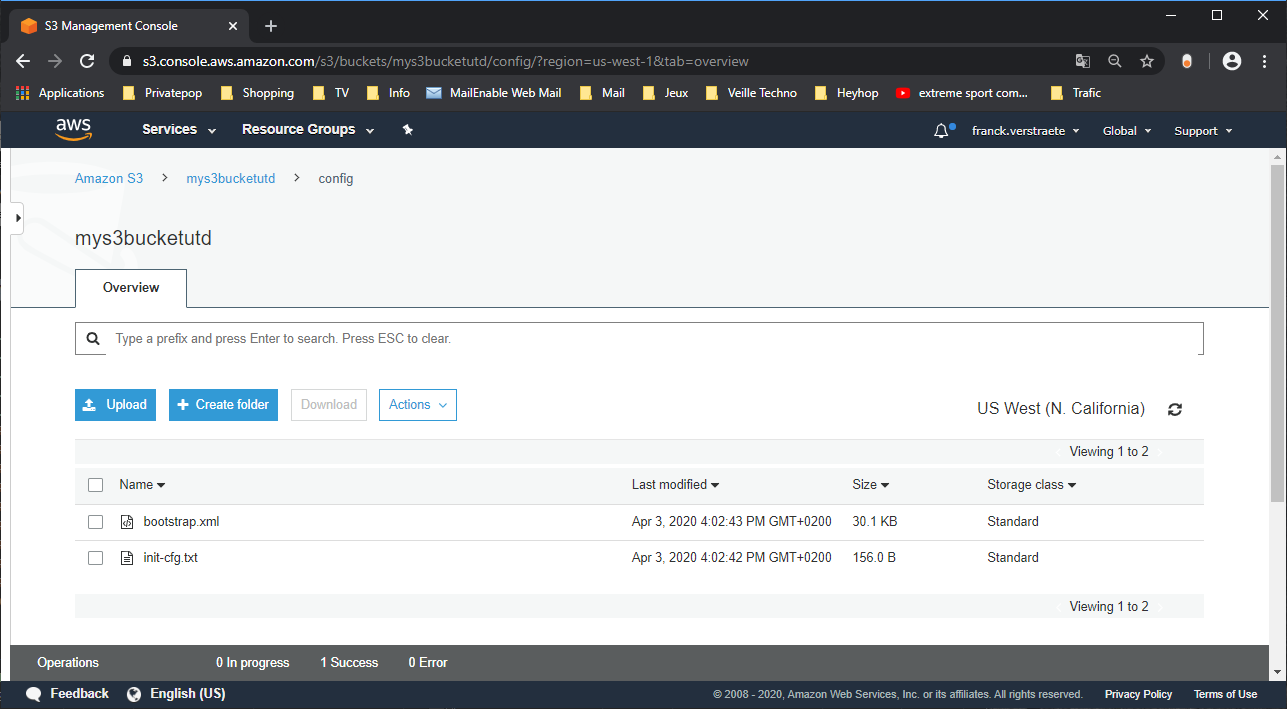 S3 Management Console
s3.console.aws.amazon.com/s3/buckets/mys3bucketutd/config/?region=us-west-1&tab=overview
Applications Privatepop Shopping TV Info MailEnable Web Mail Mail Jeux Veille Techno Heyhop extreme sport com... Trafic
aws Services Resource Groups franck.verstraete Global Support
Amazon S3 > mys3bucketutd > config
mys3bucketutd
Overview
Type a prefix and press Enter to search. Press ESC to clear.
Upload + Create folder Download Actions US West (N. California)
Viewing 1 to 2
Name Last modified Size Storage class
bootstrap.xml Apr 3, 2020 4:02:43 PM GMT+0200 30.1 KB Standard
init-cfg.txt Apr 3, 2020 4:02:42 PM GMT+0200 156.0 B Standard
Viewing 1 to 2
Operations 0 In progress 1 Success 0 Error
Feedback English (US) © 2008 - 2020, Amazon Web Services, Inc. or its affiliates. All rights reserved. Privacy Policy Terms of Use